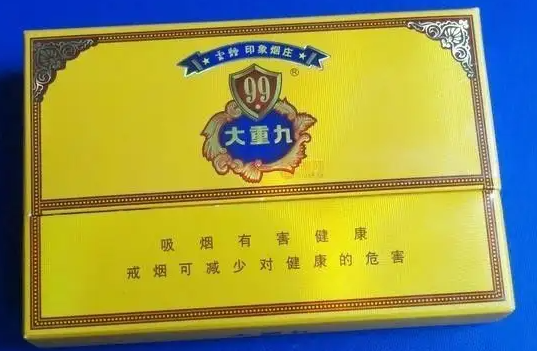 云烟 印象烟庄
99
®
大重九
吸烟有害健康
戒烟可减少对健康的危害